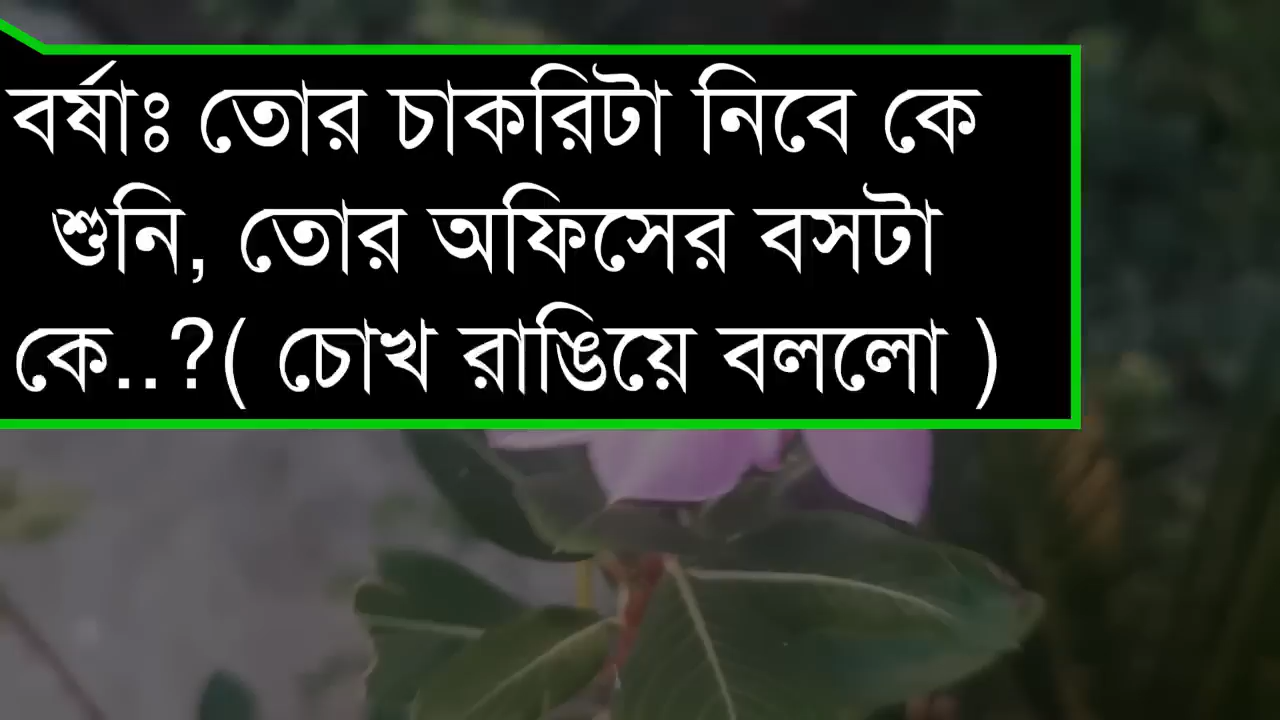 বর্ষাঃ তোর চাকরিটা নিবে কে
শুনি, তোর অফিসের বসটা
কে..?( চোখ রাঙিয়ে বললো )